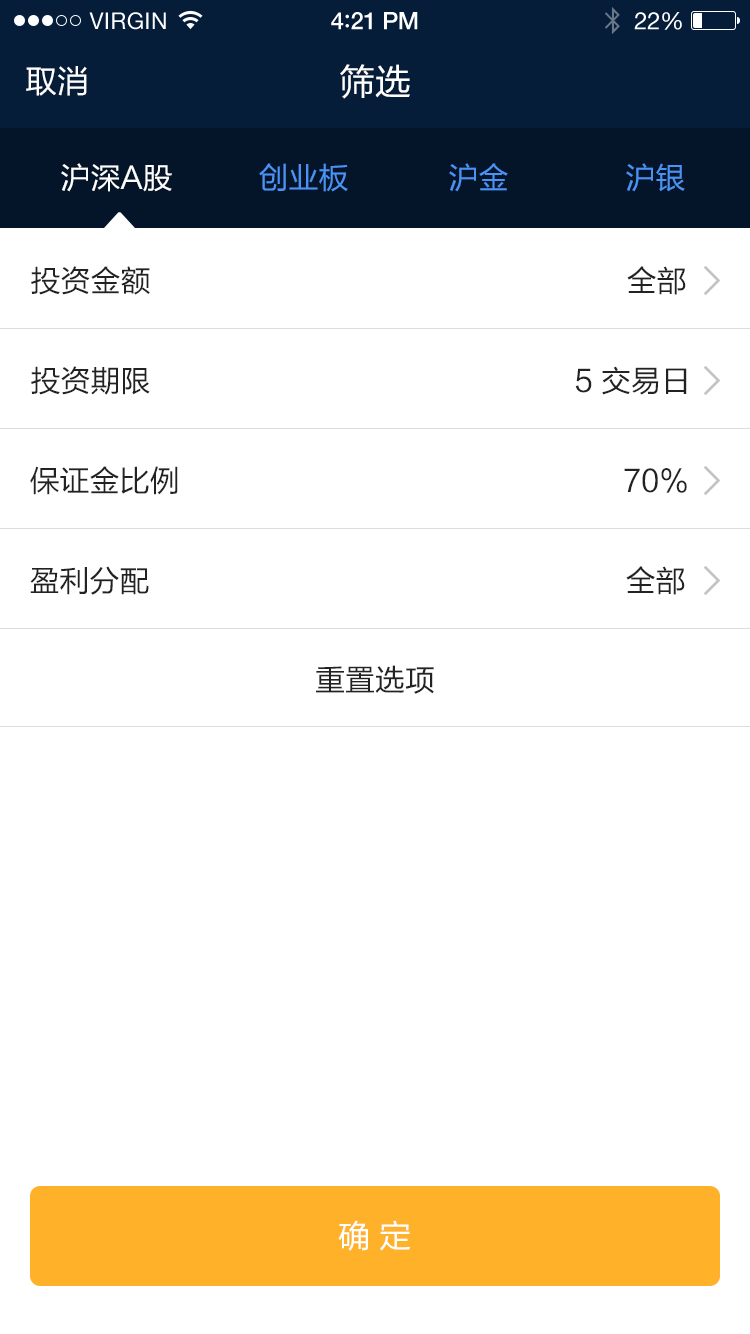 VIRGIN 4:21 PM 22%
取消 筛选
沪深A股 创业板 沪金 沪银
投资金额 全部
投资期限 5 交易日
保证金比例 70%
盈利分配 全部
重置选项
确 定